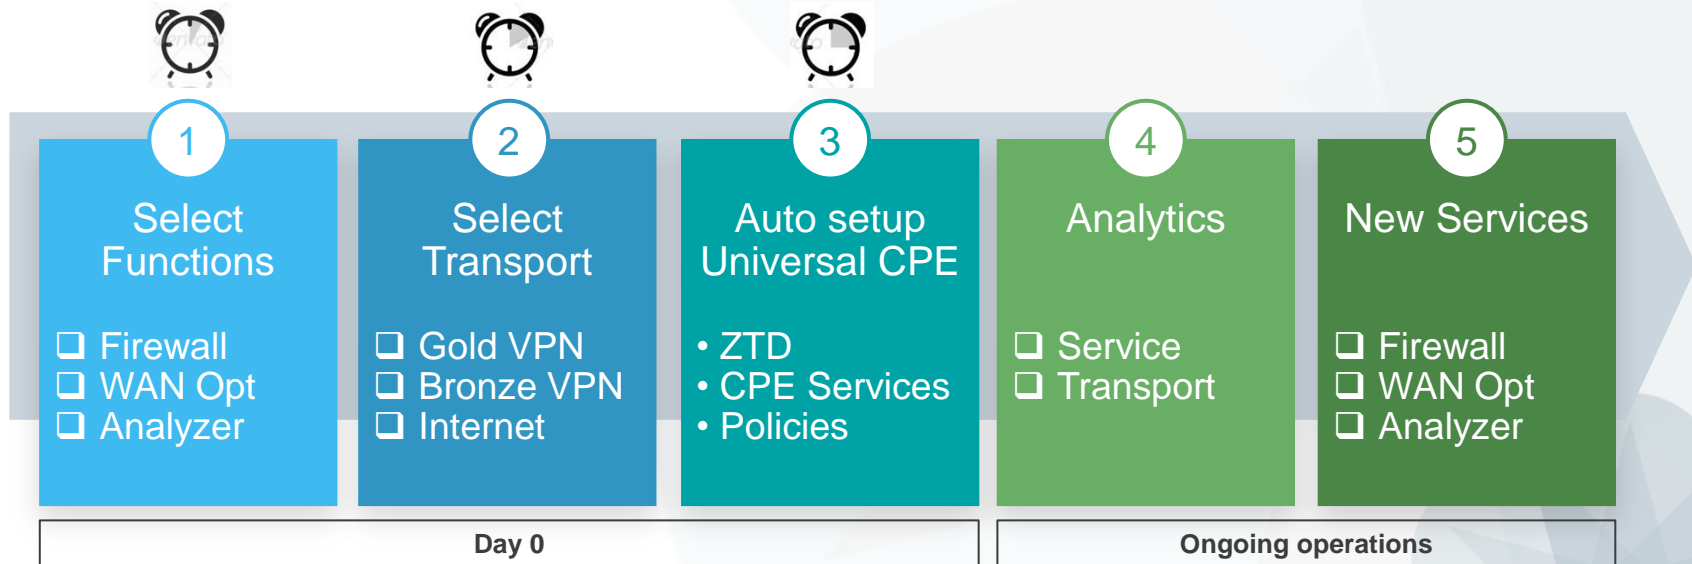 1
Select
Functions
❑ Firewall
❑ WAN Opt
❑ Analyzer
2
Select
Transport
❑ Gold VPN
❑ Bronze VPN
❑ Internet
3
Auto setup
Universal CPE
• ZTD
• CPE Services
• Policies
4
Analytics
❑ Service
❑ Transport
5
New Services
❑ Firewall
❑ WAN Opt
❑ Analyzer
Day 0
Ongoing operations